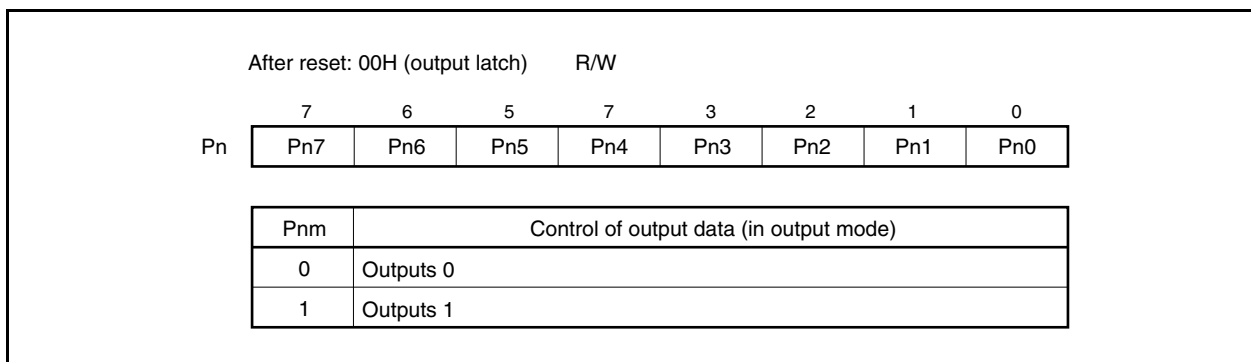 After reset: 00H (output latch) R/W
7 6 5 7 3 2 1 0
Pn Pn7 Pn6 Pn5 Pn4 Pn3 Pn2 Pn1 Pn0
Pnm Control of output data (in output mode)
0 Outputs 0
1 Outputs 1